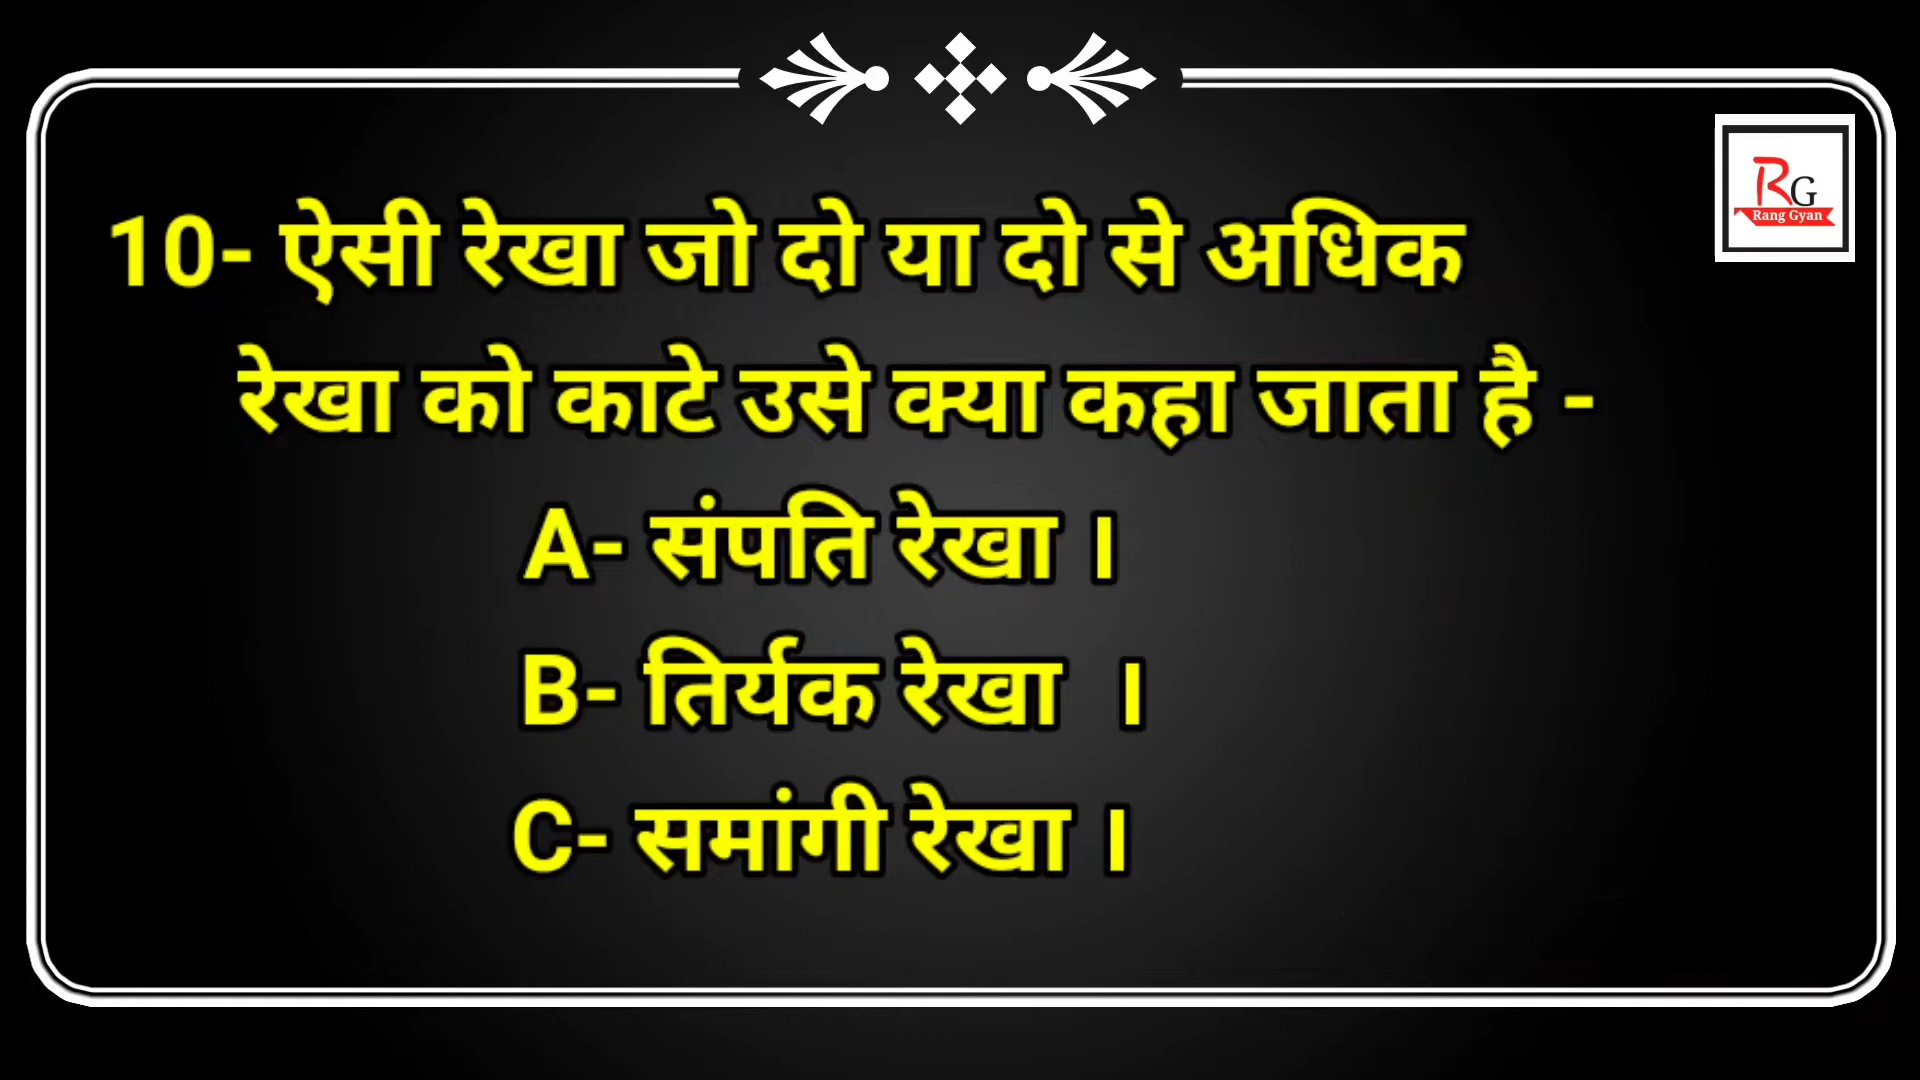 RG
Rang Gyan
10- ऐसी रेखा जो दो या दो से अधिक
रेखा को काटे उसे क्या कहा जाता है -
A- संपति रेखा ।
B- तिर्यक रेखा ।
C- समांगी रेखा ।